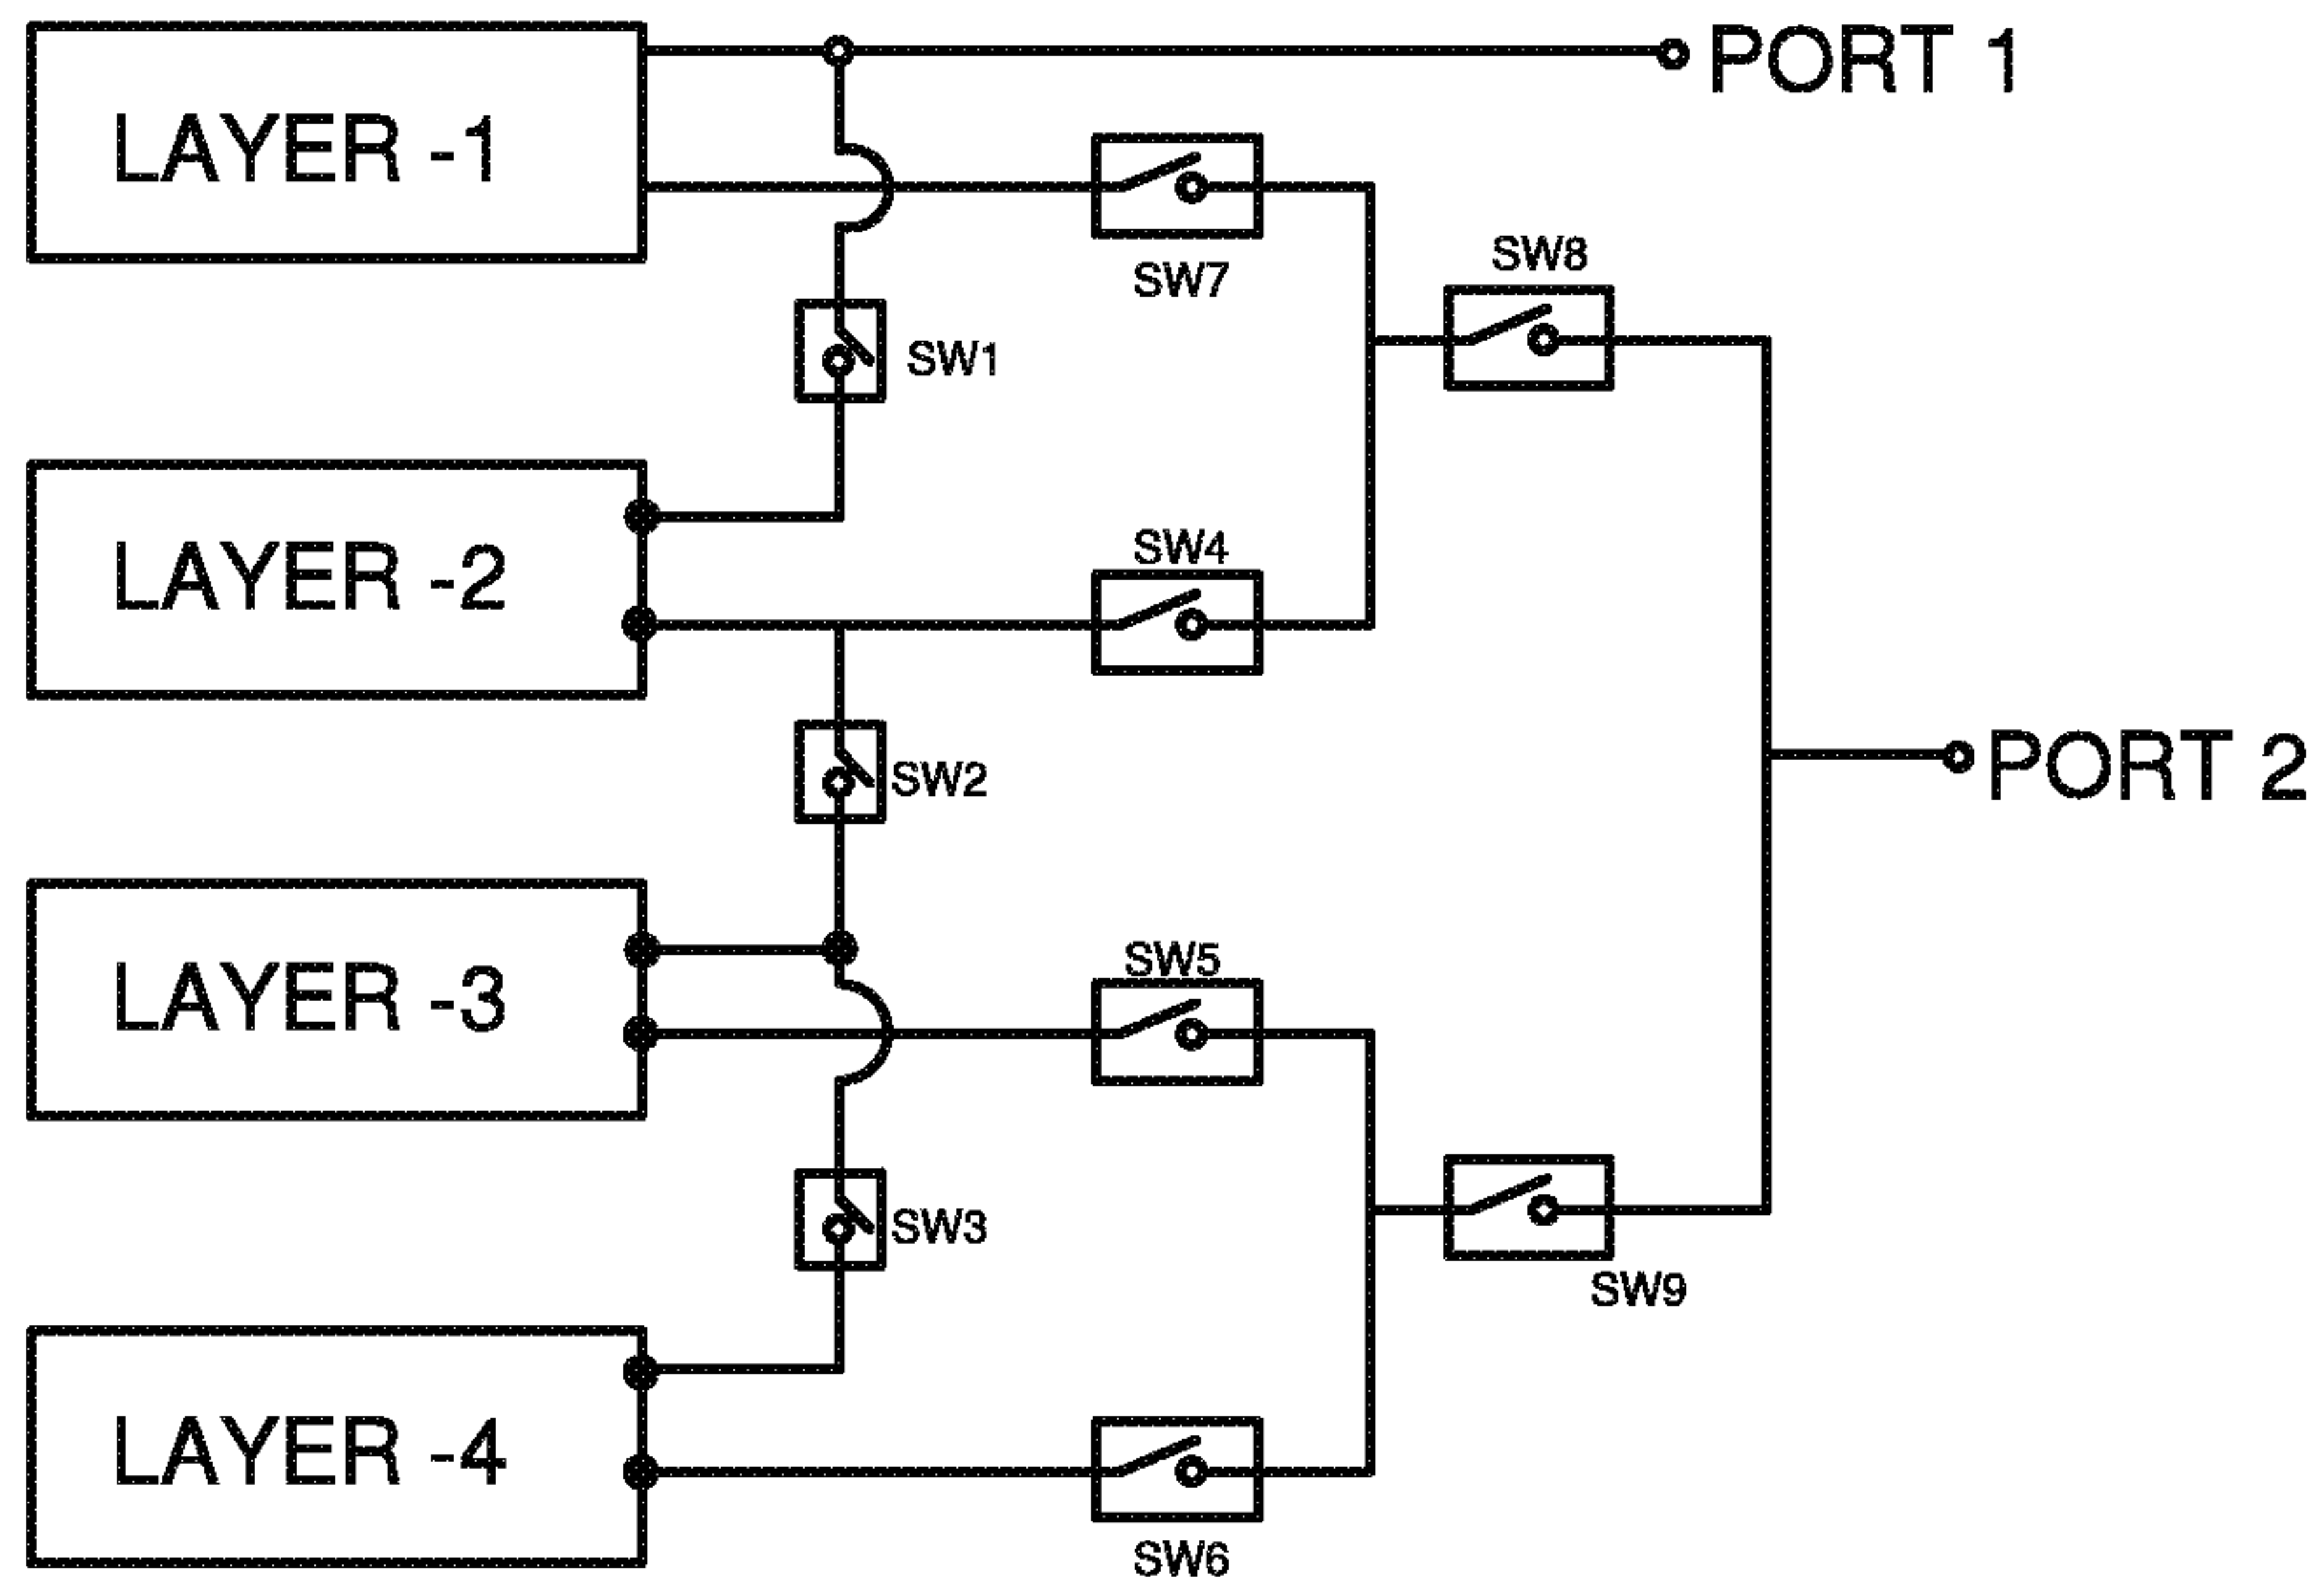 PORT 1
LAYER -1
SW7
SW8
SW1
LAYER -2
SW4
SW2
PORT 2
LAYER -3
SW5
SW3
SW9
LAYER -4
SW6